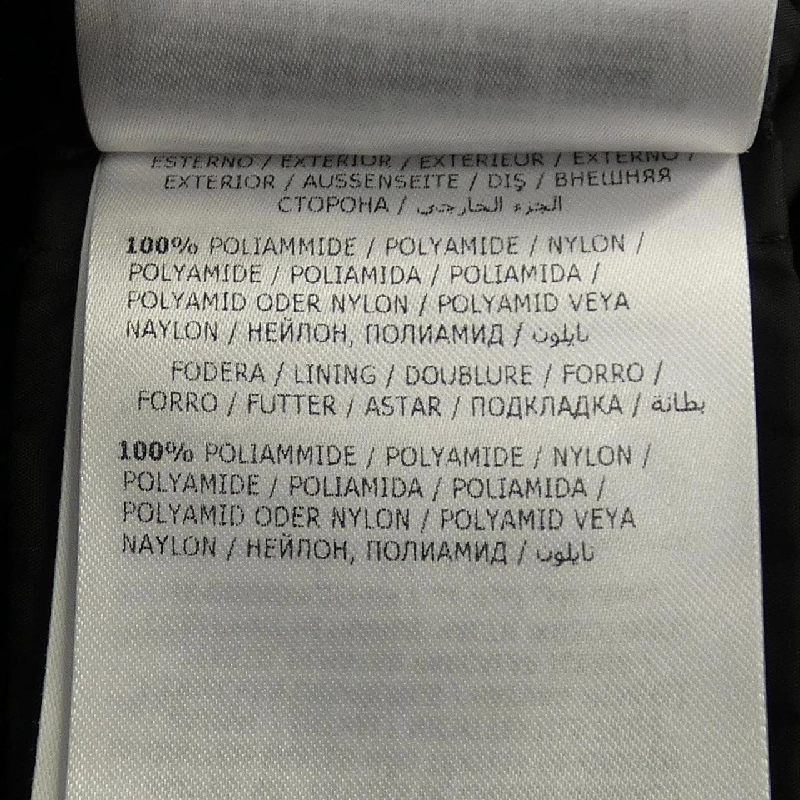 ESTERNO / EXTERIOR / EXTERIEUR / EXTERNO /
EXTERIOR / AUSSENSEITE / DIŞ / ВНЕШНЯЯ
СТОРОНА / الجزء الخارجي
100% POLIAMMIDE / POLYAMIDE / NYLON /
POLYAMIDE / POLIAMIDA / POLIAMIDA /
POLYAMID ODER NYLON / POLYAMID VEYA
NAYLON / НЕЙЛОН, ПОЛИАМИД / نايلون
FODERA / LINING / DOUBLURE / FORRO /
FORRO / FUTTER / ASTAR / ПОДКЛАДКА / بطانة
100% POLIAMMIDE / POLYAMIDE / NYLON /
POLYAMIDE / POLIAMIDA / POLIAMIDA /
POLYAMID ODER NYLON / POLYAMID VEYA
NAYLON / НЕЙЛОН, ПОЛИАМИД / نايلون